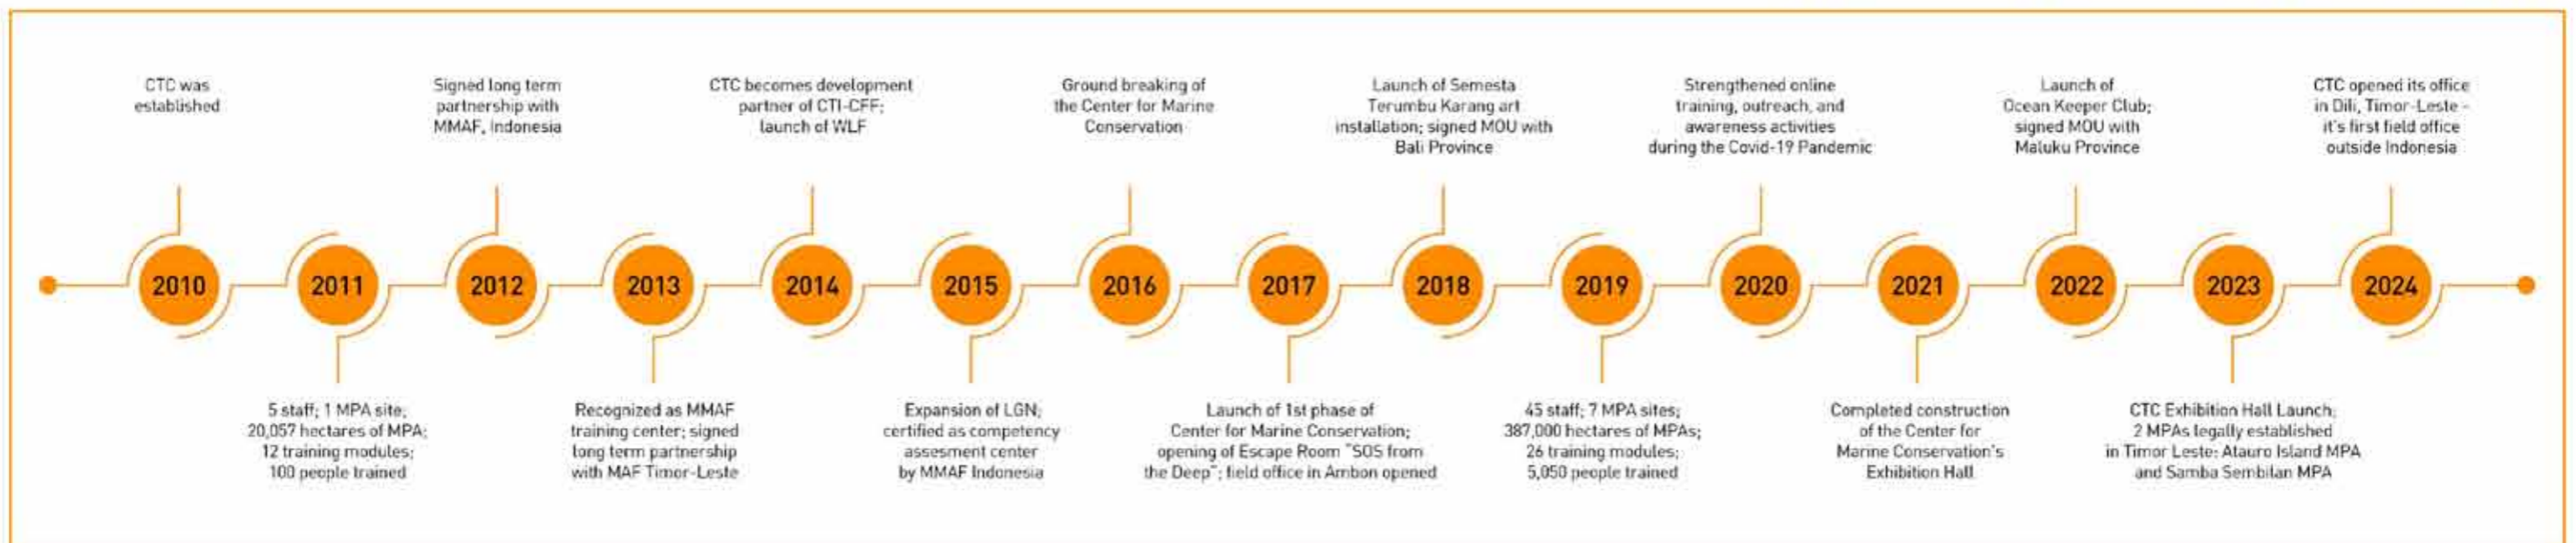 CTC was
established
2010
2011
5 staff; 1 MPA site;
20,057 hectares of MPA;
12 training modules;
100 people trained
Signed long term
partnership with
MMAF, Indonesia
2012
2013
Recognized as MMAF
training center; signed
long term partnership
with MAF Timor-Leste
CTC becomes development
partner of CTI-CFF;
launch of WLF
2014
2015
Expansion of LGN;
certified as competency
assesment center
by MMAF Indonesia
Ground breaking of
the Center for Marine
Conservation
2016
2017
Launch of 1st phase of
Center for Marine Conservation;
opening of Escape Room "SOS from
the Deep"; field office in Ambon opened
Launch of Semesta
Terumbu Karang art
installation; signed MOU with
Bali Province
2018
2019
45 staff; 7 MPA sites;
387,000 hectares of MPAs;
26 training modules;
5,050 people trained
Strengthened online
training, outreach, and
awareness activities
during the Covid-19 Pandemic
2020
2021
Completed construction
of the Center for
Marine Conservation's
Exhibition Hall
Launch of
Ocean Keeper Club;
signed MOU with
Maluku Province
2022
2023
CTC Exhibition Hall Launch;
2 MPAs legally established
in Timor Leste: Atauro Island MPA
and Samba Sembilan MPA
CTC opened its office
in Dili, Timor-Leste -
it's first field office
outside Indonesia
2024